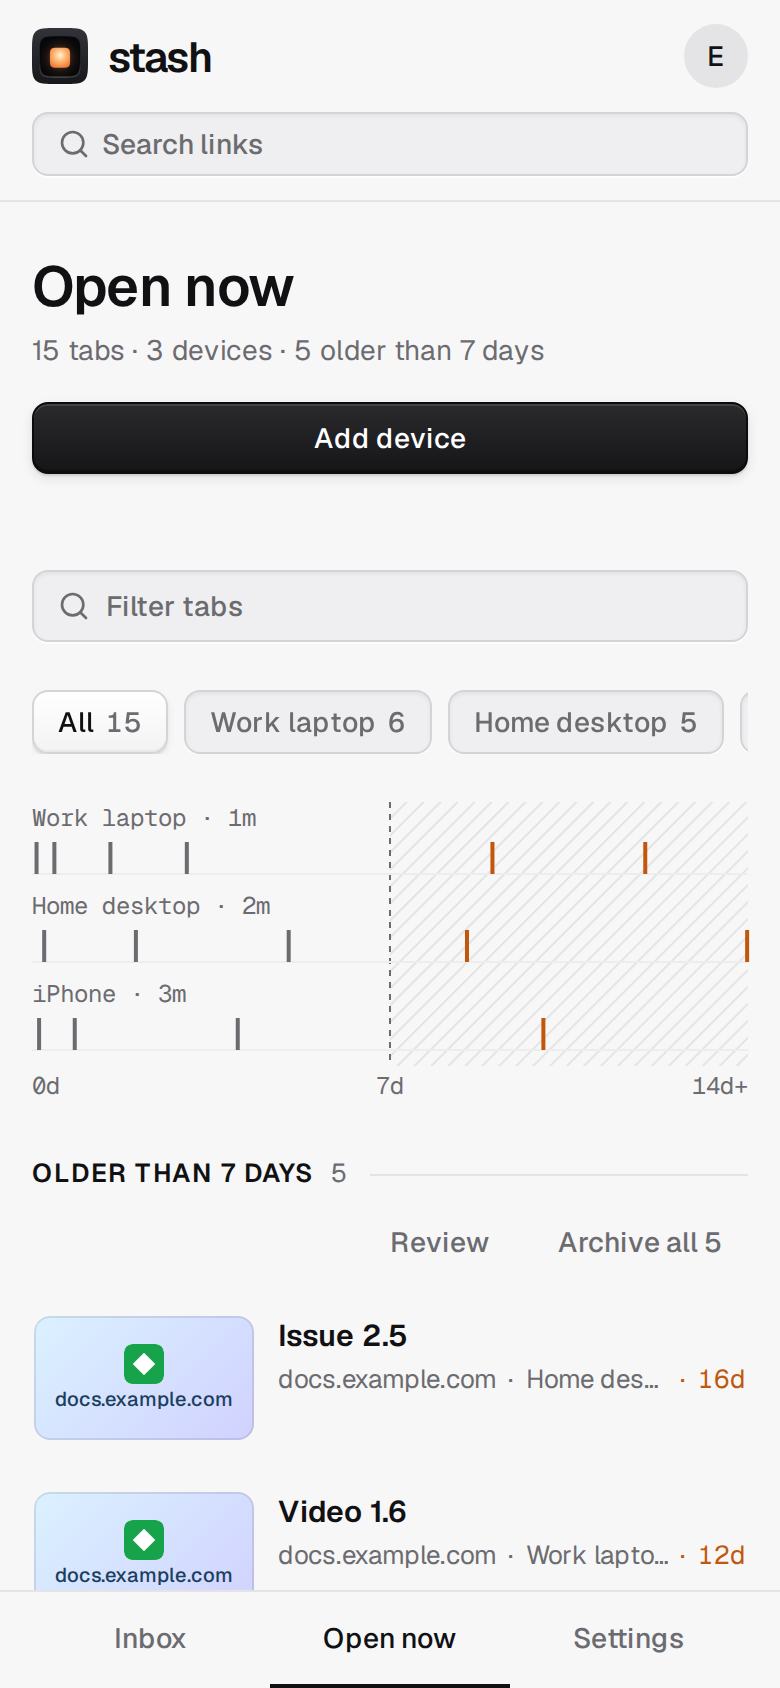 stash
E
Search links
Open now
15 tabs · 3 devices · 5 older than 7 days
Add device
Filter tabs
All 15
Work laptop 6
Home desktop 5
Work laptop · 1m
Home desktop · 2m
iPhone · 3m
0d
7d
14d+
OLDER THAN 7 DAYS 5
Review
Archive all 5
docs.example.com
Issue 2.5
docs.example.com · Home des... · 16d
docs.example.com
Video 1.6
docs.example.com · Work lapto... · 12d
Inbox
Open now
Settings